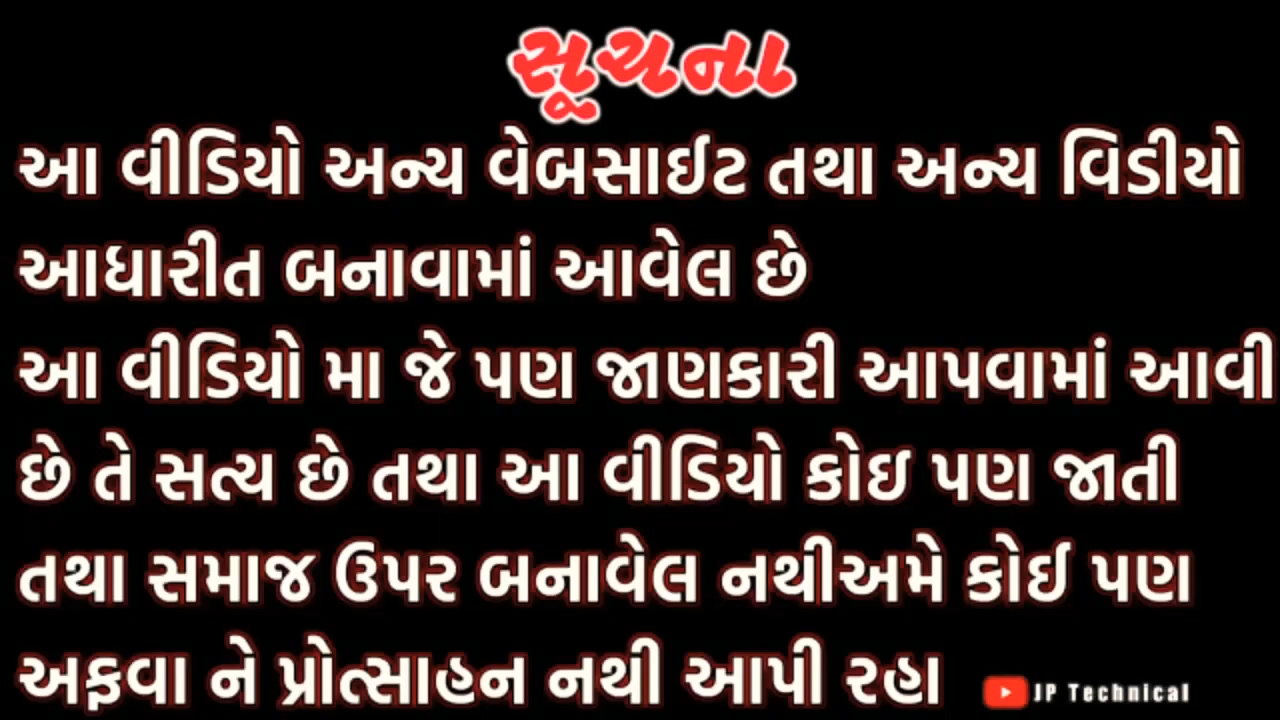 સૂચના
આ વીડિયો અન્ય વેબસાઈટ તથા અન્ય વિડીયો
આધારીત બનાવામાં આવેલ છે
આ વીડિયો મા જે પણ જાણકારી આપવામાં આવી
છે તે સત્ય છે તથા આ વીડિયો કોઇ પણ જાતી
તથા સમાજ ઉપર બનાવેલ નથીઅમે કોઈ પણ
અફવા ને પ્રોત્સાહન નથી આપી રહા
JP Technical